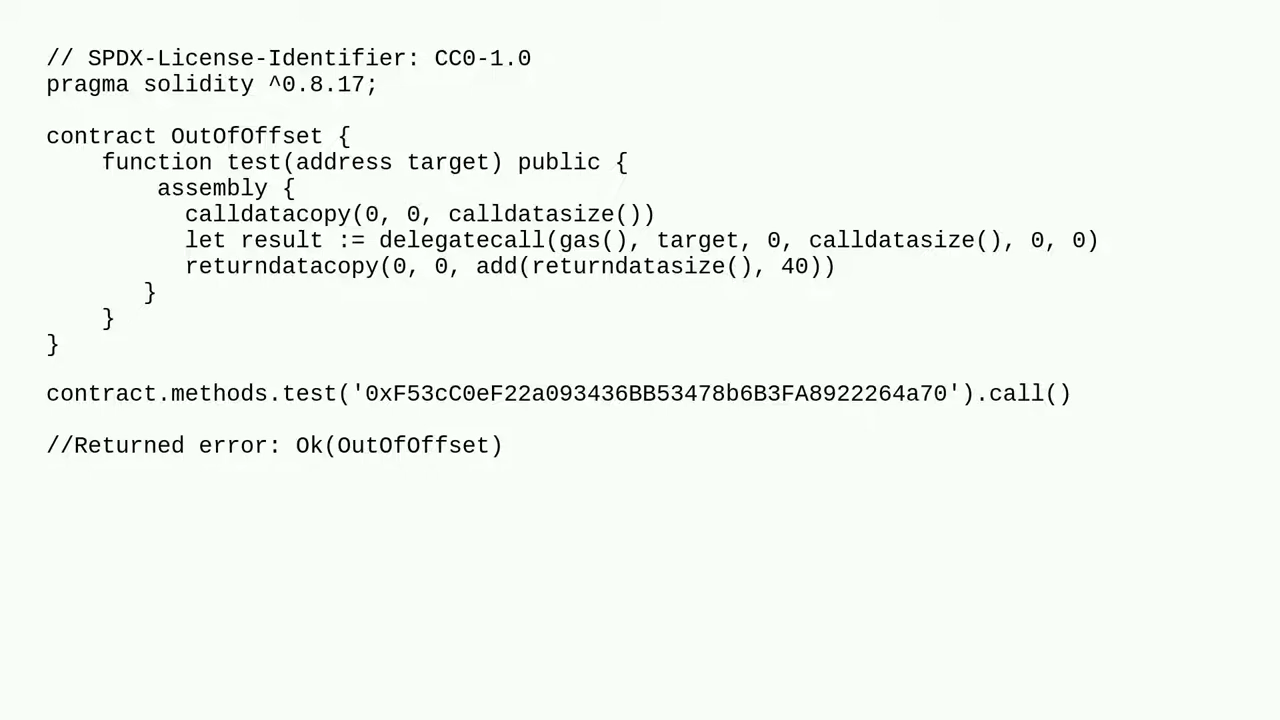 // SPDX-License-Identifier: CC0-1.0
pragma solidity ^0.8.17;
contract OutOfOffset {
function test(address target) public {
assembly {
calldatacopy(0, 0, calldatasize())
let result := delegatecall(gas(), target, 0, calldatasize(), 0, 0)
returndatacopy(0, 0, add(returndatasize(), 40))
}
}
}
contract.methods.test('0xF53cC0eF22a093436BB53478b6B3FA8922264a70').call()
//Returned error: Ok(OutOfOffset)